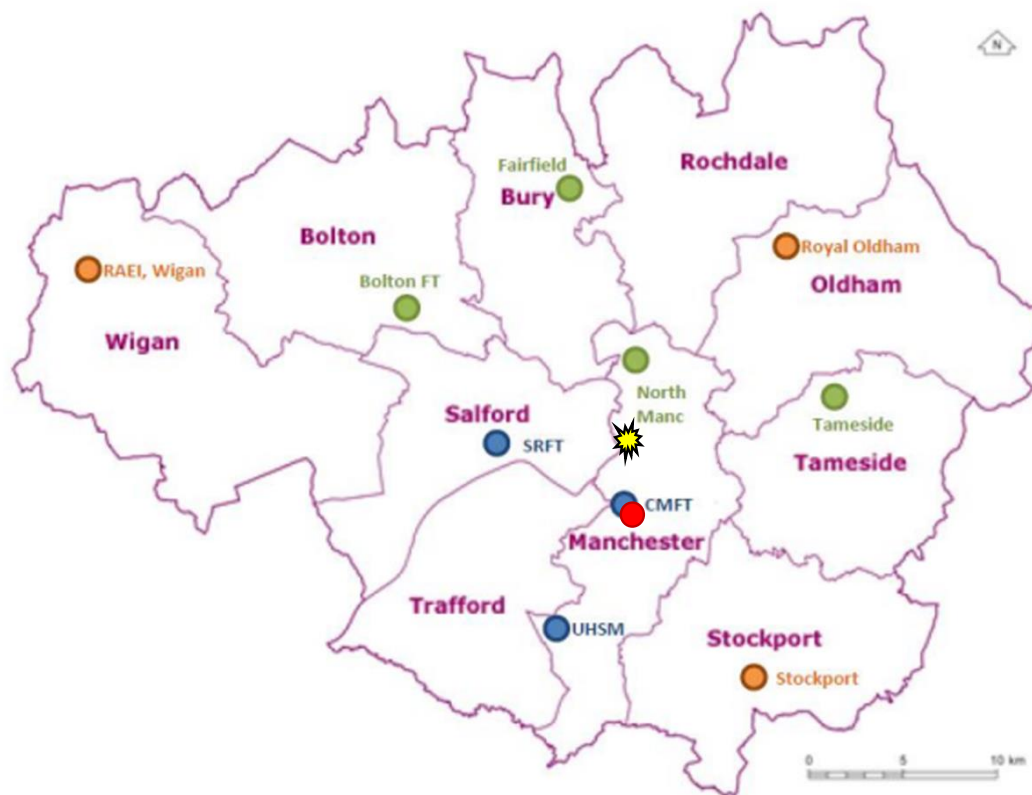 N
Fairfield
Bury
Rochdale
Bolton
Royal Oldham
Oldham
RAEI, Wigan
Bolton FT
Wigan
North
Manc
Salford
SRFT
Tameside
Tameside
CMFT
Manchester
Trafford
UHSM
Stockport
Stockport
0 5 10 km